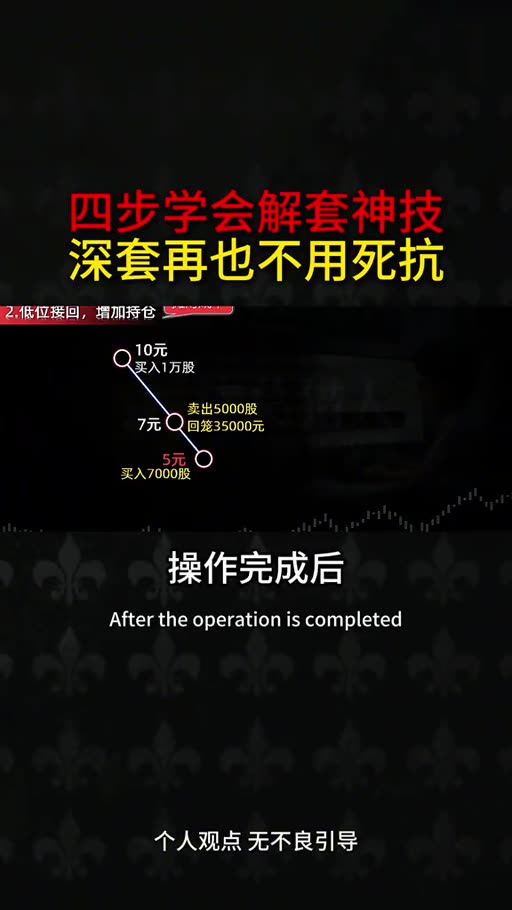 四步学会解套神技
深套再也不用死抗
2.低位接回，增加持仓
10元
买入1万股
7元
卖出5000股
回笼35000元
5元
买入7000股
操作完成后
After the operation is completed
个人观点 无不良引导